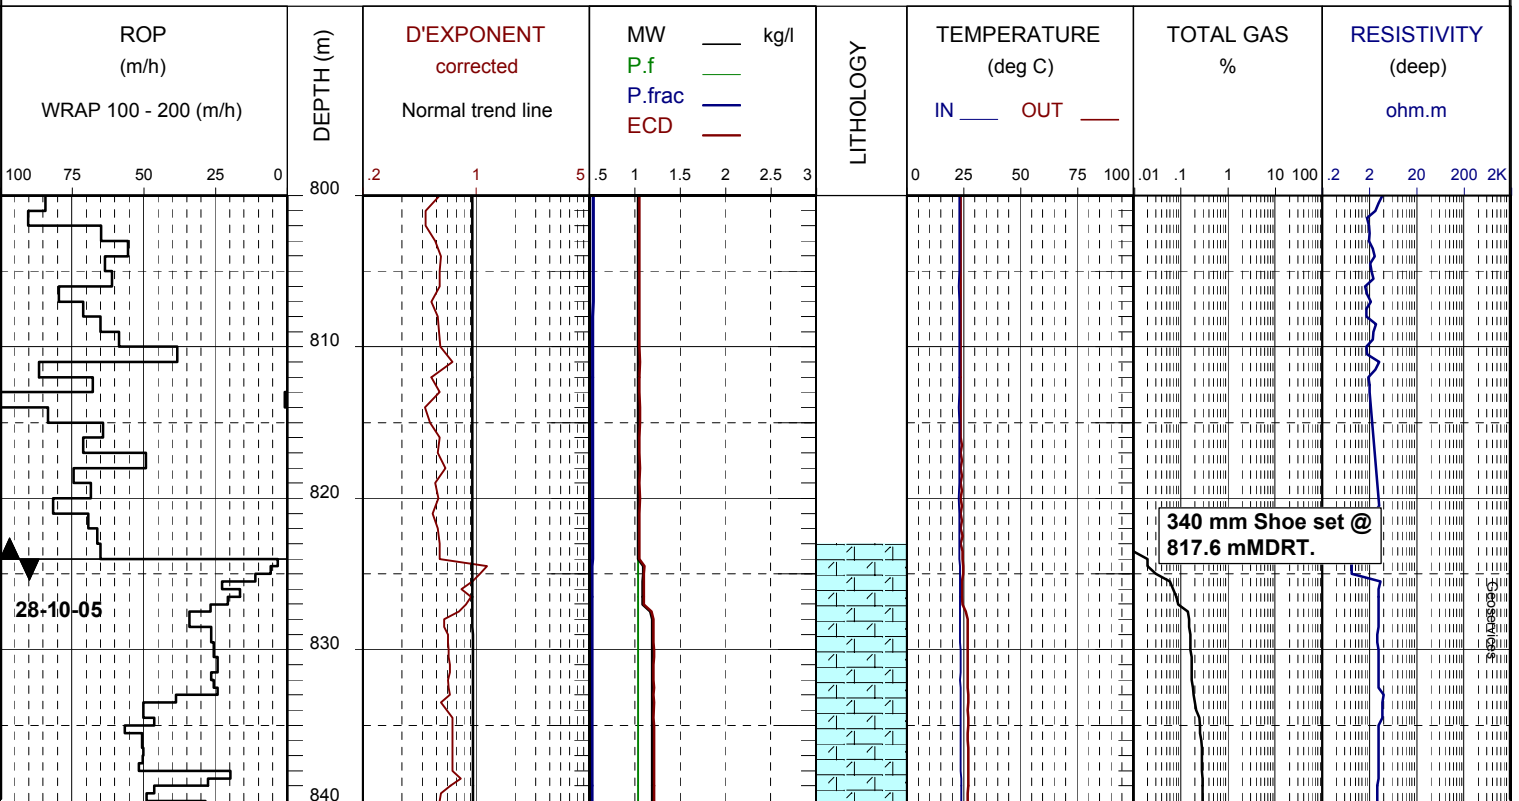 ROP
(m/h)
WRAP 100 - 200 (m/h)
100 75 50 25 0
DEPTH (m)
D'EXPONENT
corrected
Normal trend line
.2 1 5
MW kg/l
P.f
P.frac
ECD
.5 1 1.5 2 2.5 3
LITHOLOGY
TEMPERATURE
(deg C)
IN OUT
0 25 50 75 100
TOTAL GAS
%
.01 .1 1 10 100
RESISTIVITY
(deep)
ohm.m
.2 2 20 200 2K
800
810
820
340 mm Shoe set @
817.6 mMDRT.
28-10-05
Geoservices
830
840